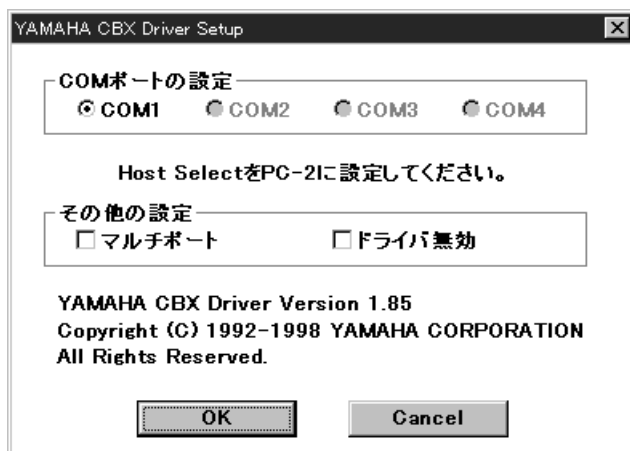 YAMAHA CBX Driver Setup
COMポートの設定
COM1 COM2 COM3 COM4
Host SelectをPC-2に設定してください。
その他の設定
マルチポート ドライバ無効
YAMAHA CBX Driver Version 1.85
Copyright (C) 1992-1998 YAMAHA CORPORATION
All Rights Reserved.
OK Cancel